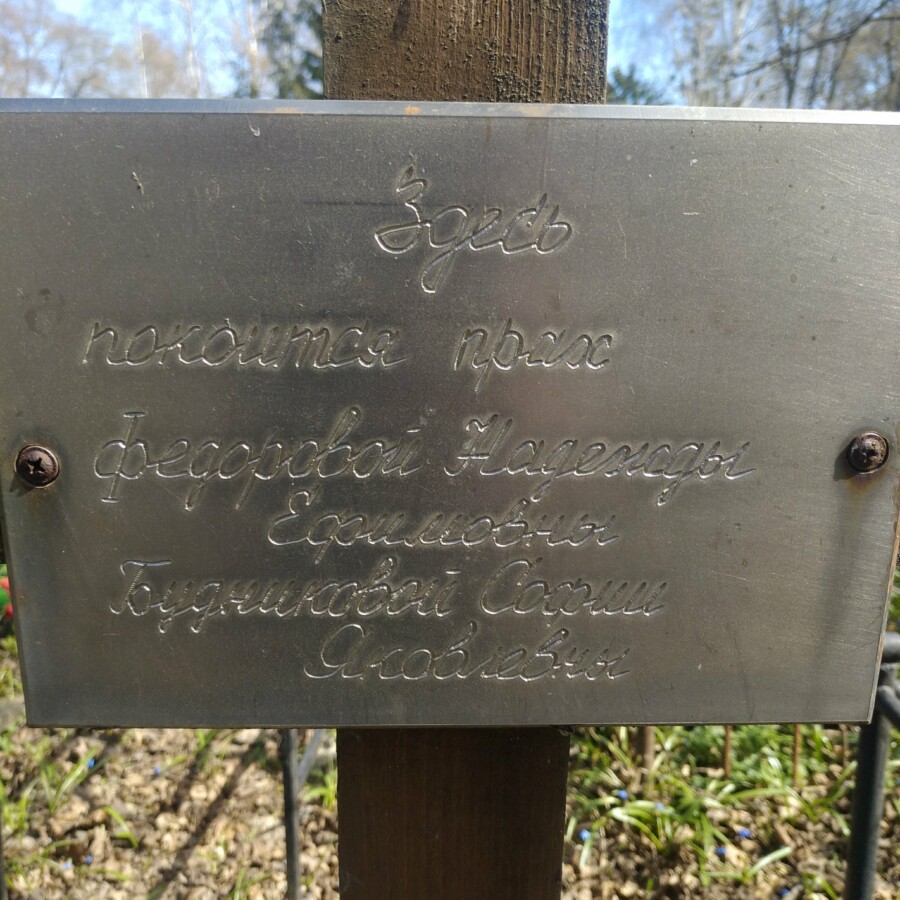 Здесь
покоится прах
Федоровой Надежды
Ефимовны
Будниковой Софии
Яковлевны